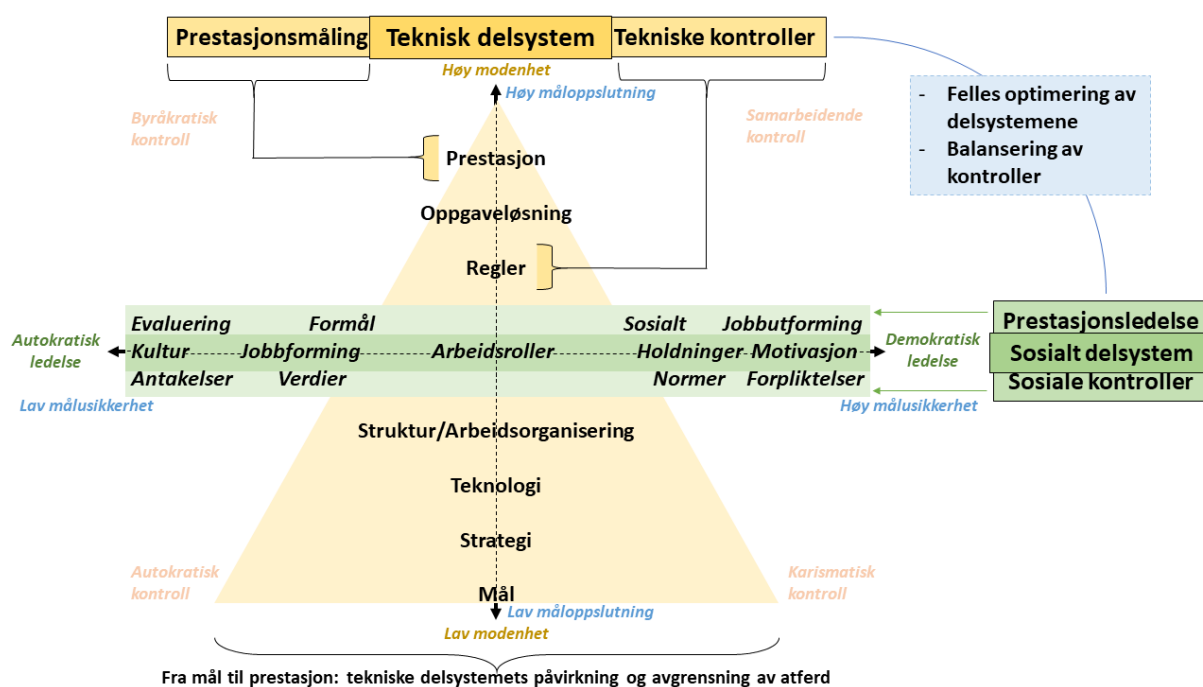 Prestasjonsmåling Teknisk delsystem Tekniske kontroller
Høy modenhet
Høy måloppslutning
Byråkratisk
kontroll
Samarbeidende
kontroll
- Felles optimering av
delsystemene
- Balansering av
kontroller
Prestasjon
Oppgaveløsning
Regler
Evaluering Formål Sosialt Jobbutforming
Autokratisk
ledelse
Kultur Jobbforming Arbeidsroller Holdninger Motivasjon
Demokratisk
ledelse
Antakelser Verdier Normer Forpliktelser
Prestasjonsledelse
Sosialt delsystem
Sosiale kontroller
Lav målusikkerhet
Høy målusikkerhet
Struktur/Arbeidsorganisering
Teknologi
Strategi
Autokratisk
kontroll
Karismatisk
kontroll
Mål
Lav måloppslutning
Lav modenhet
Fra mål til prestasjon: tekniske delsystemets påvirkning og avgrensning av atferd